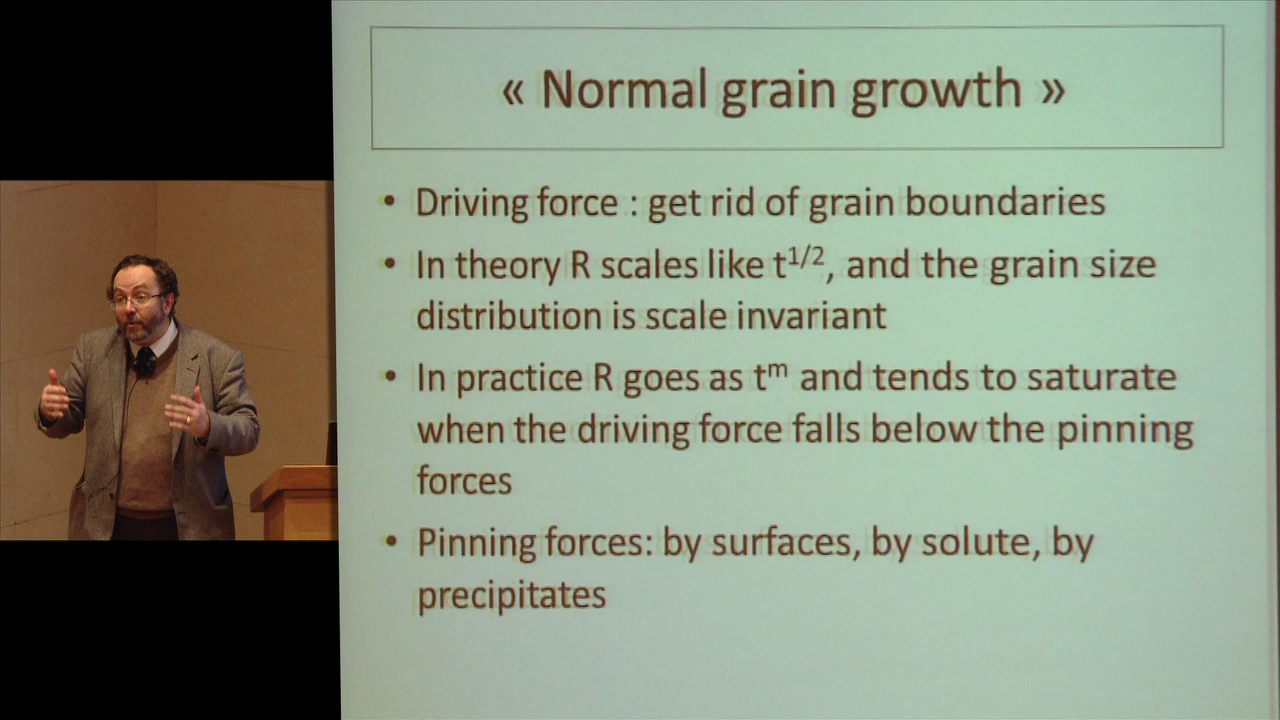 « Normal grain growth »
• Driving force : get rid of grain boundaries
• In theory R scales like t^1/2, and the grain size
distribution is scale invariant
• In practice R goes as t^m and tends to saturate
when the driving force falls below the pinning
forces
• Pinning forces: by surfaces, by solute, by
precipitates